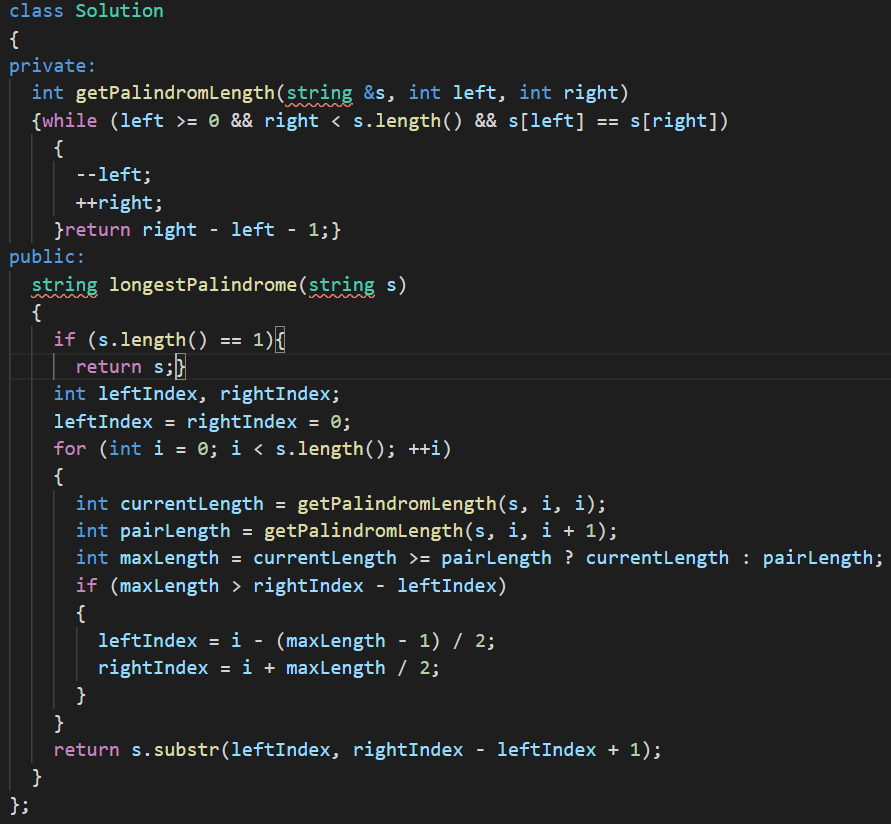 class Solution
{
private:
  int getPalindromLength(string &s, int left, int right)
  {while (left >= 0 && right < s.length() && s[left] == s[right])
    {
      --left;
      ++right;
    }return right - left - 1;}
public:
  string longestPalindrome(string s)
  {
    if (s.length() == 1){
      return s;}
    int leftIndex, rightIndex;
    leftIndex = rightIndex = 0;
    for (int i = 0; i < s.length(); ++i)
    {
      int currentLength = getPalindromLength(s, i, i);
      int pairLength = getPalindromLength(s, i, i + 1);
      int maxLength = currentLength >= pairLength ? currentLength : pairLength;
      if (maxLength > rightIndex - leftIndex)
      {
        leftIndex = i - (maxLength - 1) / 2;
        rightIndex = i + maxLength / 2;
      }
    }
    return s.substr(leftIndex, rightIndex - leftIndex + 1);
  }
};